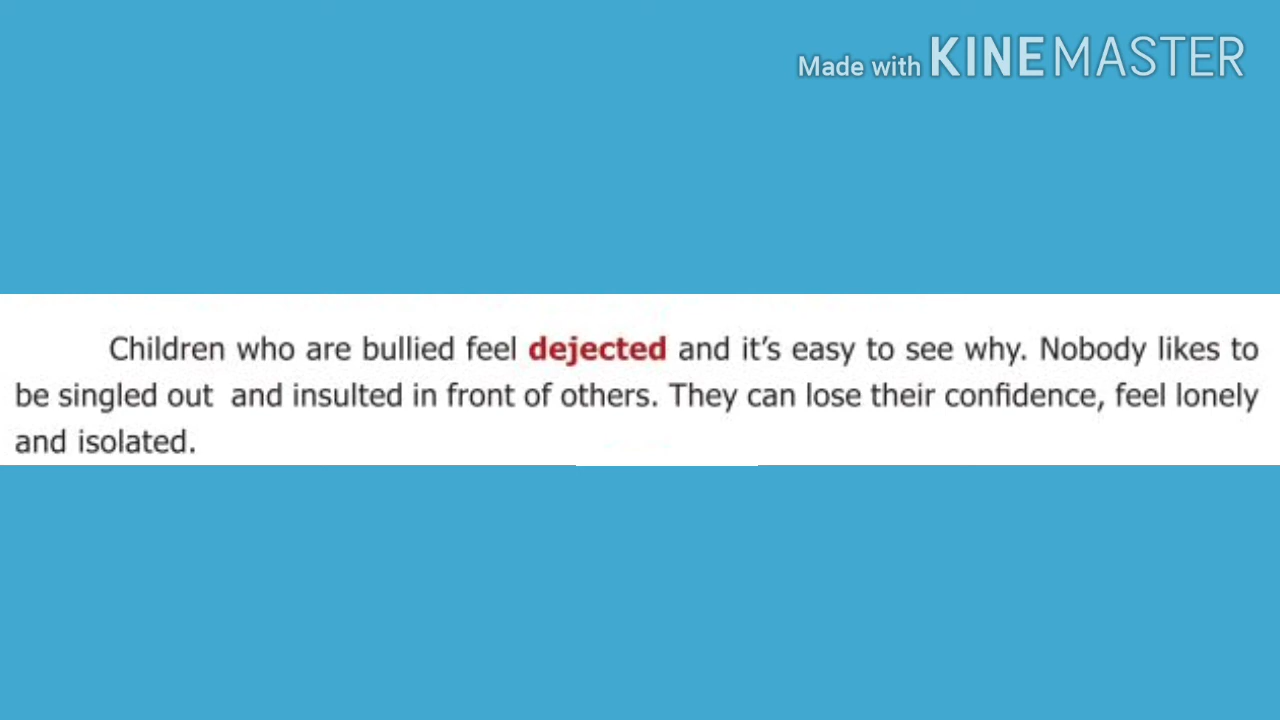 Made with KINEMASTER
Children who are bullied feel dejected and it’s easy to see why. Nobody likes to
be singled out and insulted in front of others. They can lose their confidence, feel lonely
and isolated.